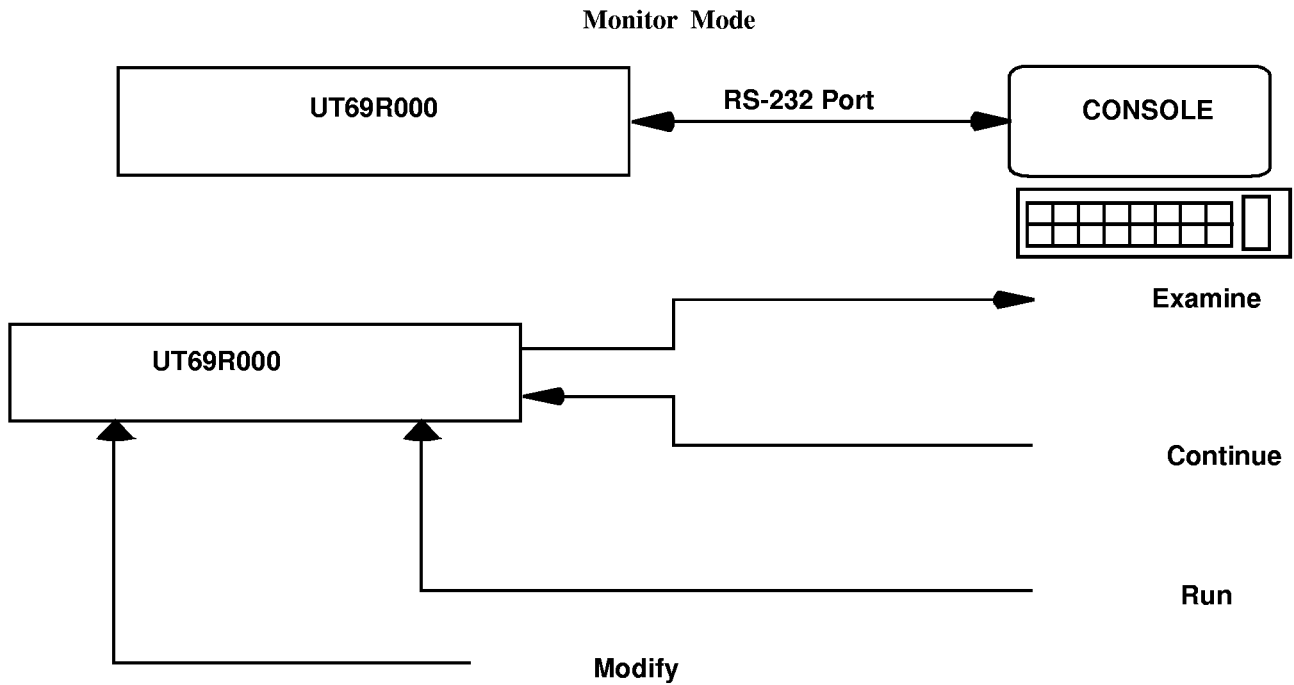 Monitor Mode
UT69R000
RS-232 Port
CONSOLE
Examine
UT69R000
Continue
Run
Modify